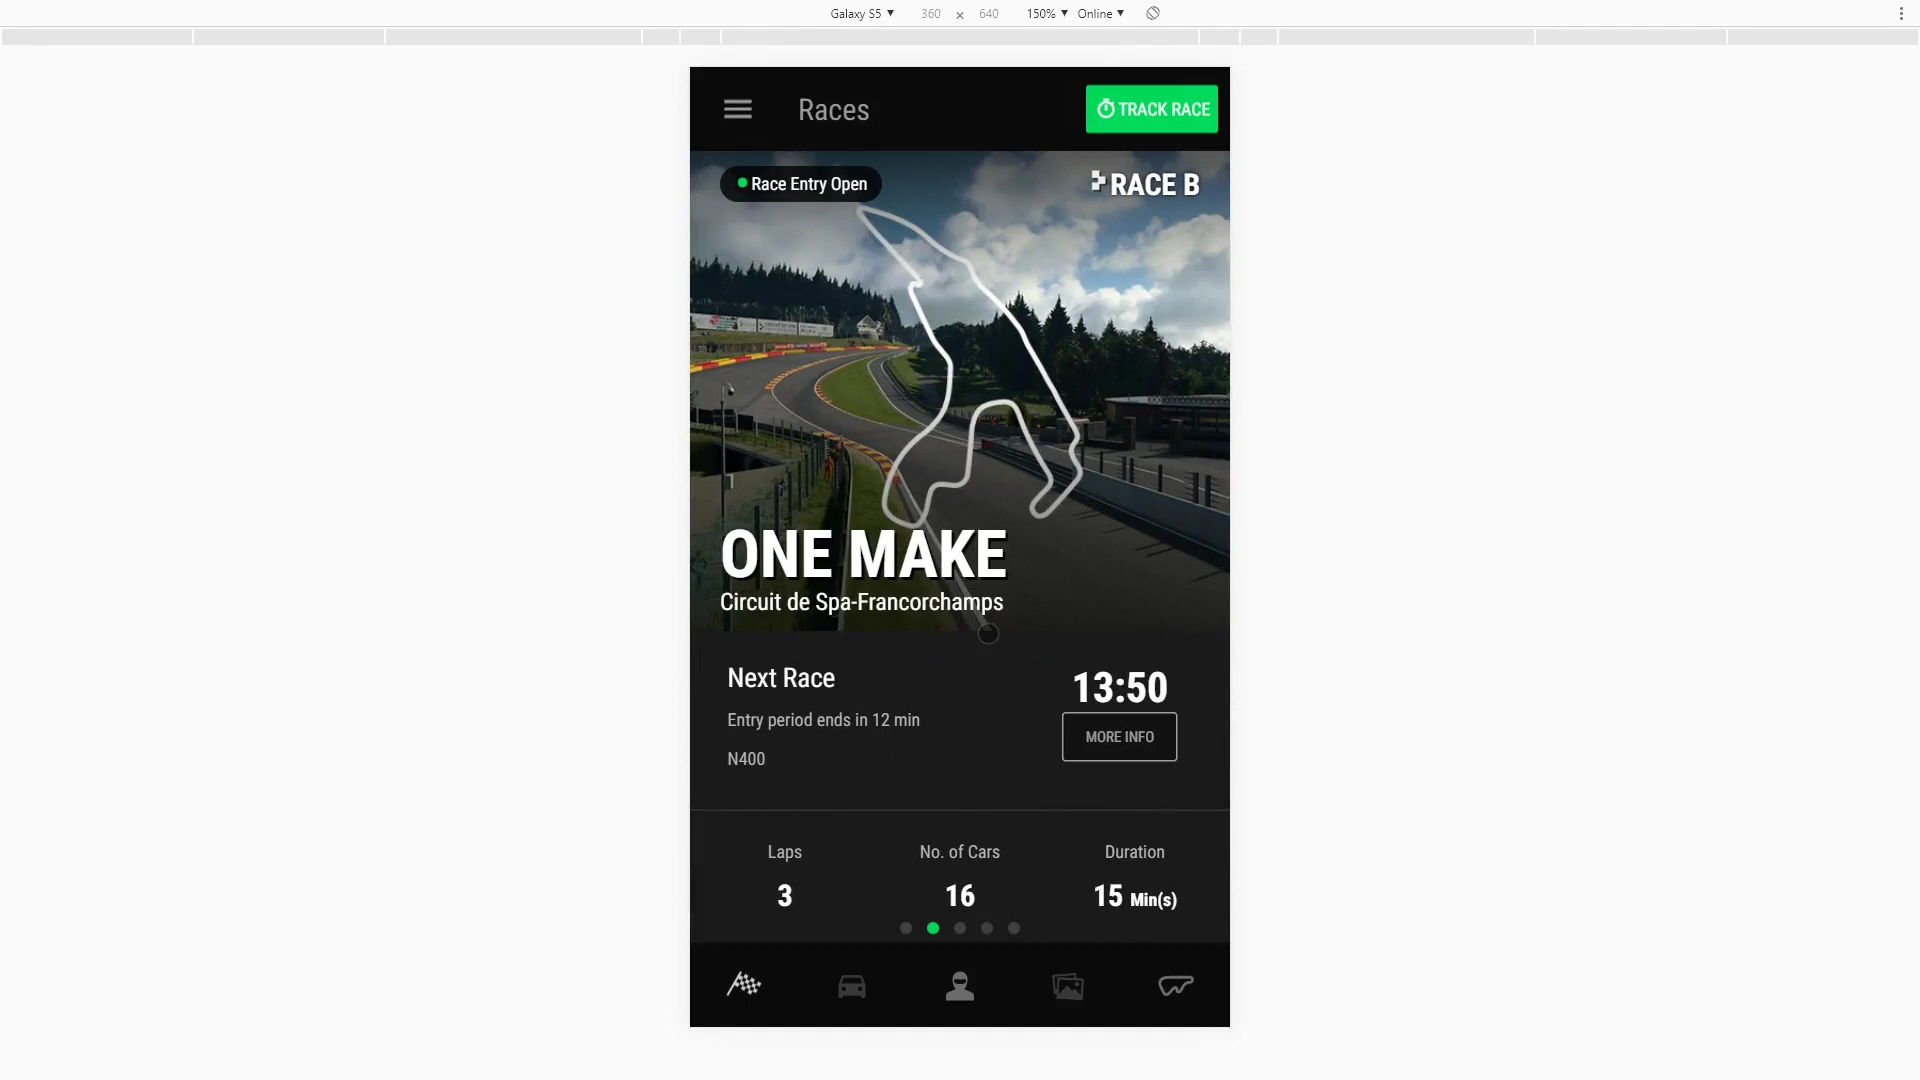 Galaxy S5 ▼ 360 x 640 150% ▼ Online ▼
Races
TRACK RACE
Race Entry Open
RACE B
ONE MAKE
Circuit de Spa-Francorchamps
Next Race
13:50
Entry period ends in 12 min
MORE INFO
N400
Laps
No. of Cars
Duration
3
16
15 Min(s)